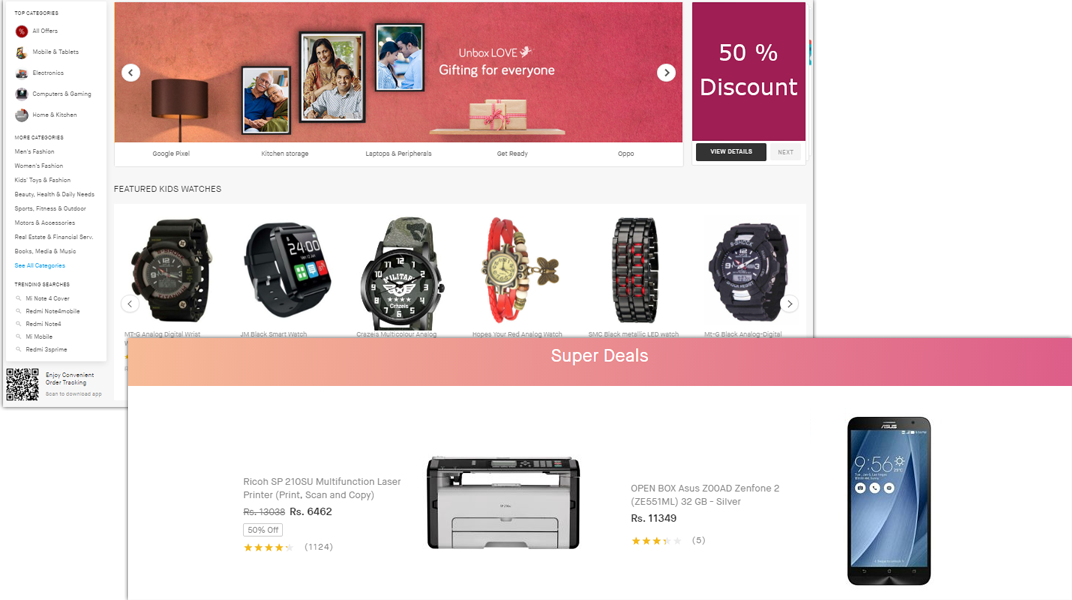 TOP CATEGORIES
All Offers
Mobile & Tablets
Electronics
Computers & Gaming
Home & Kitchen
MORE CATEGORIES
Men's Fashion
Women's Fashion
Kids' Toys & Fashion
Beauty, Health & Daily Needs
Sports, Fitness & Outdoor
Motors & Accessories
Real Estate & Financial Serv.
Books, Media & Music
See All Categories
TRENDING SEARCHES
Mi Note 4 Cover
Redmi Note4mobile
Redmi Note4
Mi Mobile
Redmi 3sprime
Enjoy Convenient
Order Tracking
Scan to download app
Unbox LOVE
Gifting for everyone
Google Pixel
Kitchen storage
Laptops & Peripherals
Get Ready
Oppo
50 %
Discount
VIEW DETAILS
NEXT
FEATURED KIDS WATCHES
24:00
MILITARY
MT-G Analog Digital Wrist
JM Black Smart Watch
Crazeis Multicolour Analog
Hopes Your Red Analog Watch
SMC Black metallic LED watch
Mt-G Black Analog-Digital
Super Deals
Ricoh SP 210SU Multifunction Laser
Printer (Print, Scan and Copy)
Rs. 13038 Rs. 6462
50% Off
(1124)
OPEN BOX Asus Z00AD Zenfone 2
(ZE551ML) 32 GB - Silver
Rs. 11349
(5)
ASUS
9:56